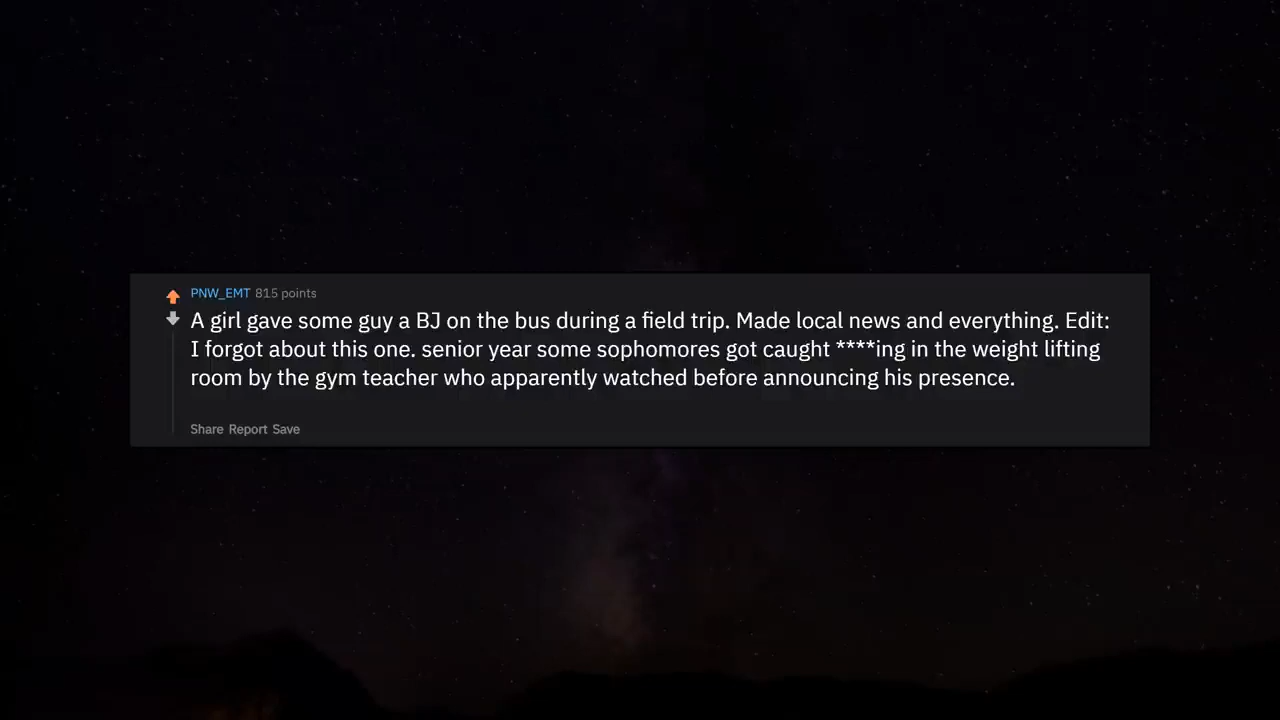 PNW_EMT 815 points
A girl gave some guy a BJ on the bus during a field trip. Made local news and everything. Edit:
I forgot about this one. senior year some sophomores got caught ****ing in the weight lifting
room by the gym teacher who apparently watched before announcing his presence.
Share Report Save